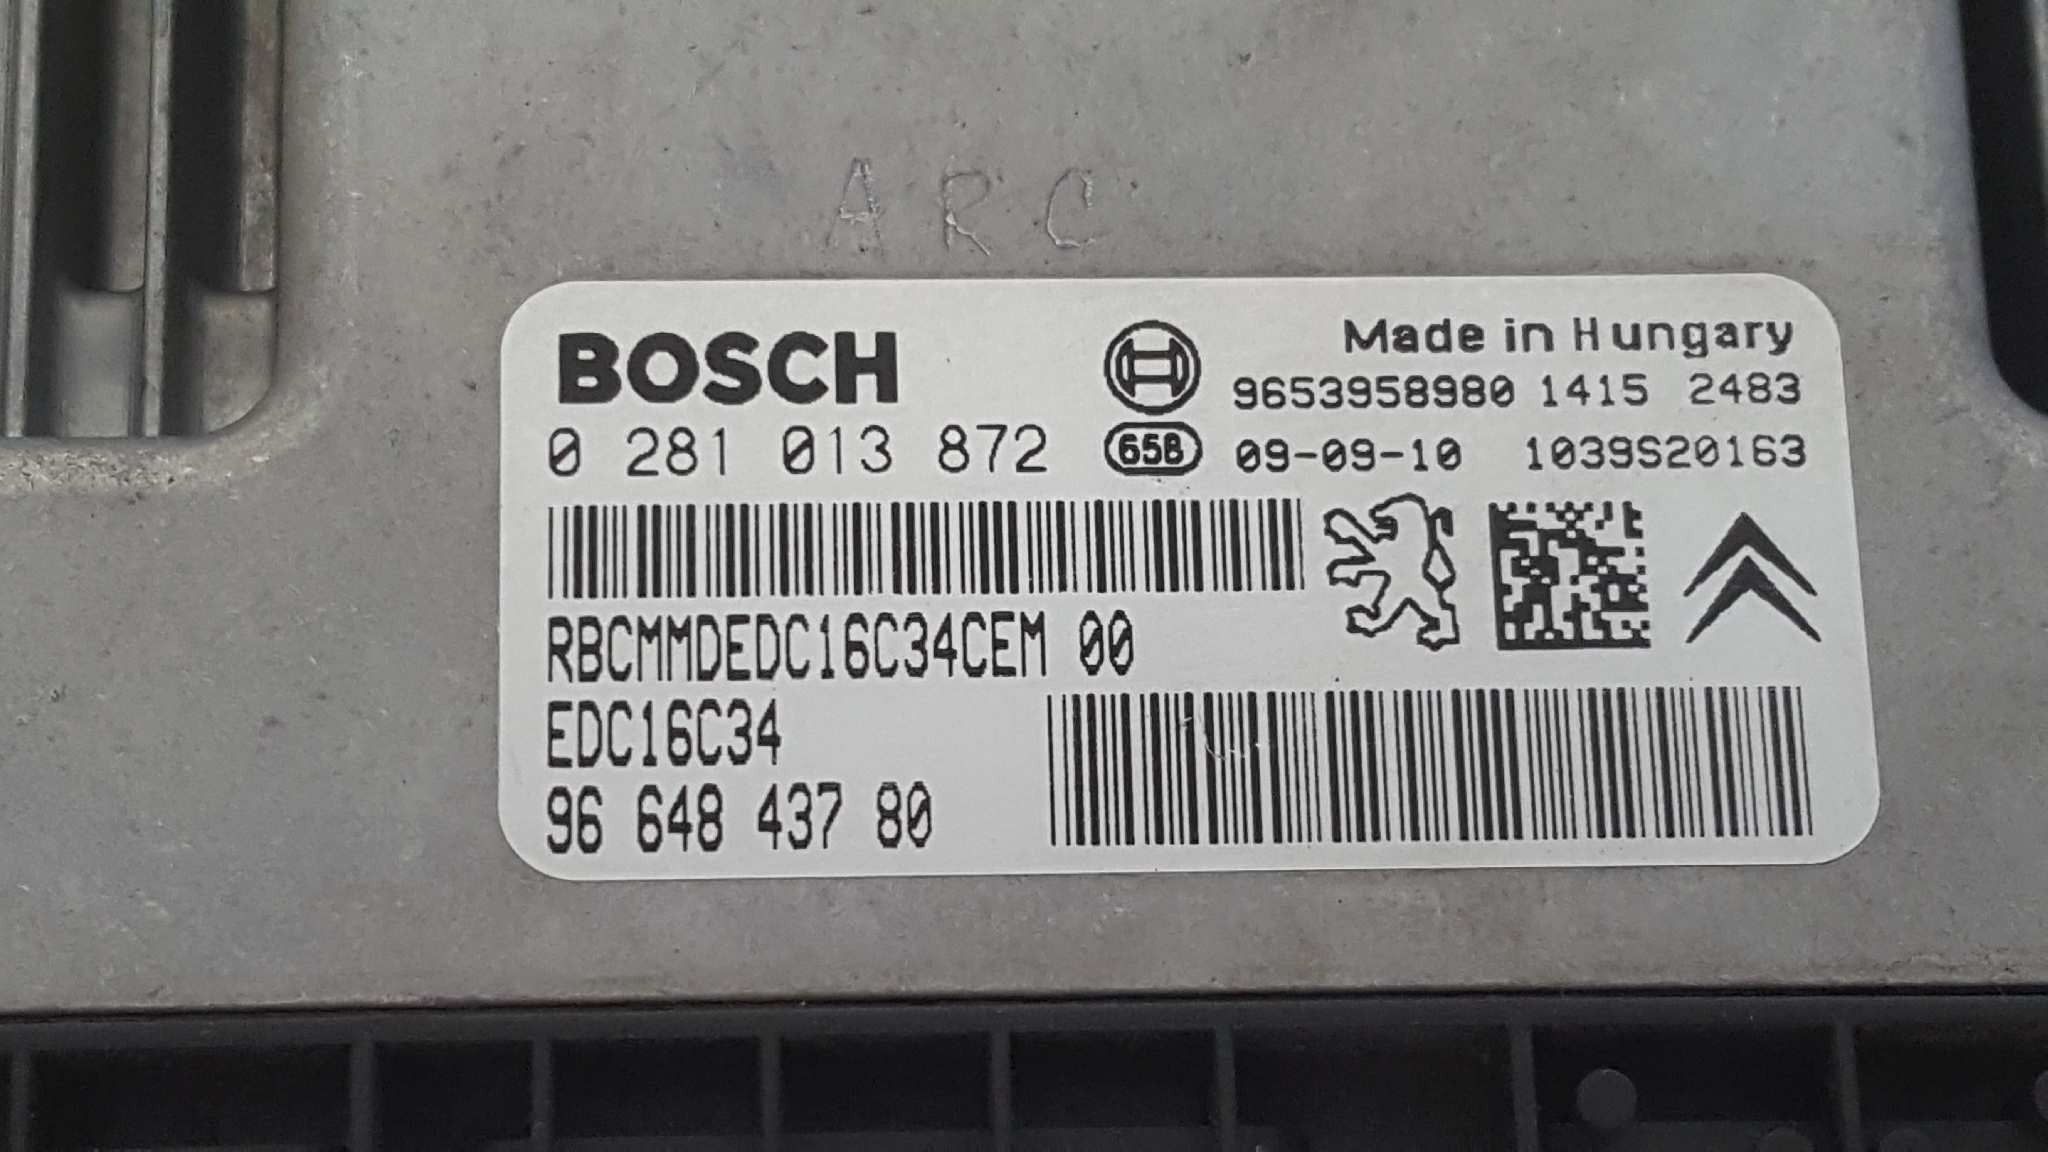 ARC
BOSCH
Made in Hungary
9653958980 1415 2483
0 281 013 872
65B
09-09-10 1039S20163
RBCMMDEDC16C34CEM 00
EDC16C34
96 648 437 80